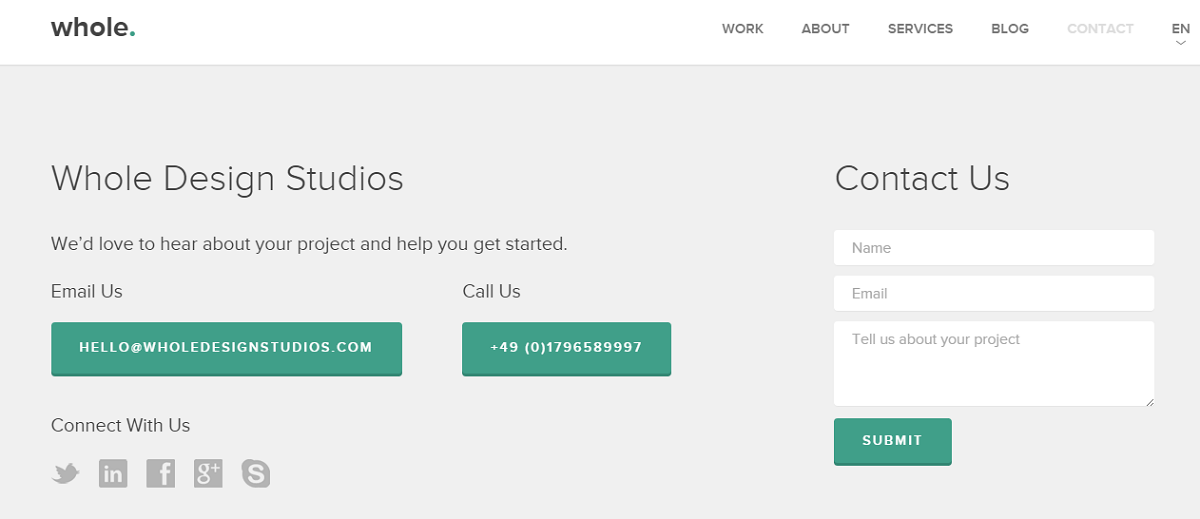 whole.
WORK ABOUT SERVICES BLOG CONTACT EN
Whole Design Studios
We'd love to hear about your project and help you get started.
Email Us
HELLO@WHOLEDESIGNSTUDIOS.COM
Call Us
+49 (0)1796589997
Connect With Us
in f g+ S
Contact Us
Name
Email
Tell us about your project
SUBMIT